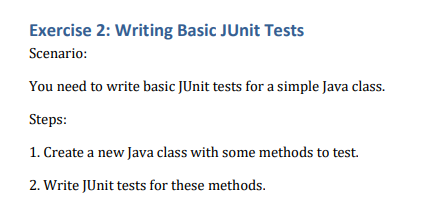 Exercise 2: Writing Basic JUnit Tests
Scenario:
You need to write basic JUnit tests for a simple Java class.
Steps:
1. Create a new Java class with some methods to test.
2. Write JUnit tests for these methods.